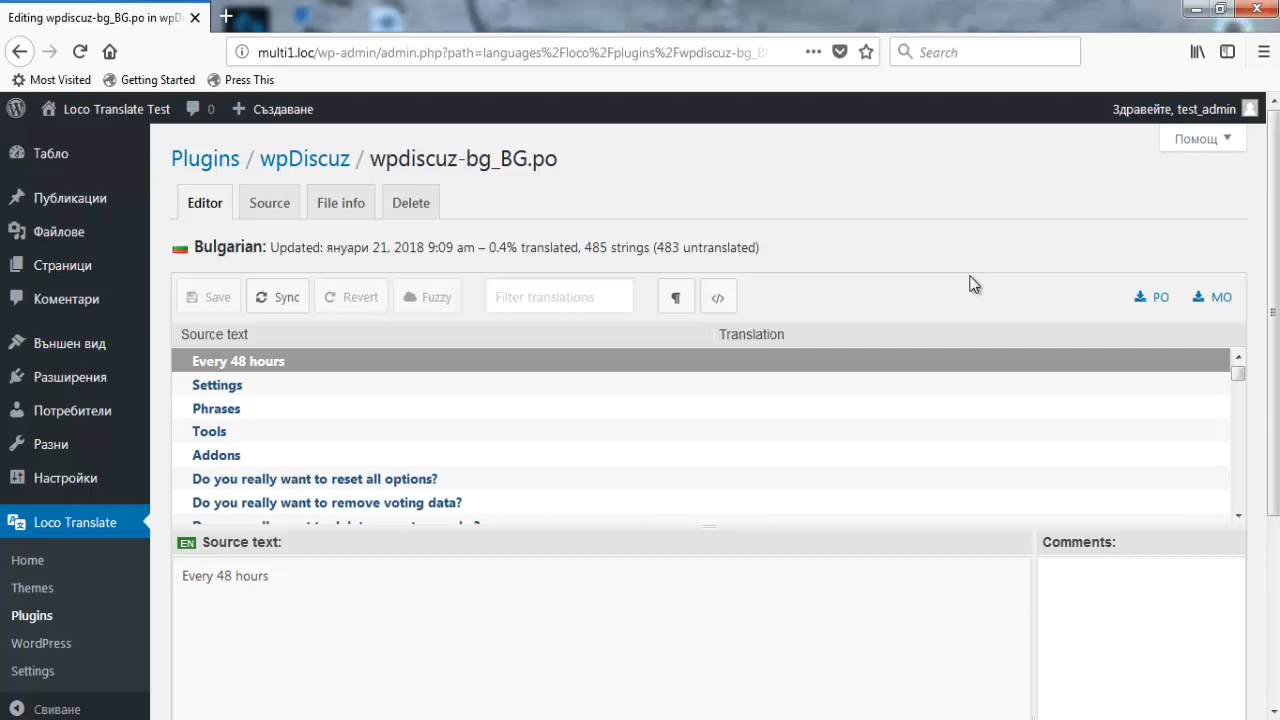 Editing wpdiscuz-bg_BG.po in wpD
multi1.loc/wp-admin/admin.php?path=languages%2Floco%2Fplugins%2Fwpdiscuz-bg_B
Search
Most Visited
Getting Started
Press This
Loco Translate Test
0
Създаване
Здравейте, test_admin
Помощ
Табло
Публикации
Файлове
Страници
Коментари
Външен вид
Разширения
Потребители
Разни
Настройки
Loco Translate
Home
Themes
Plugins
WordPress
Settings
Свиване
Plugins / wpDiscuz / wpdiscuz-bg_BG.po
Editor
Source
File info
Delete
Bulgarian: Updated: януари 21, 2018 9:09 am – 0.4% translated, 485 strings (483 untranslated)
Save
Sync
Revert
Fuzzy
Filter translations
¶
</>
PO
MO
Source text
Translation
Every 48 hours
Settings
Phrases
Tools
Addons
Do you really want to reset all options?
Do you really want to remove voting data?
EN Source text:
Comments:
Every 48 hours